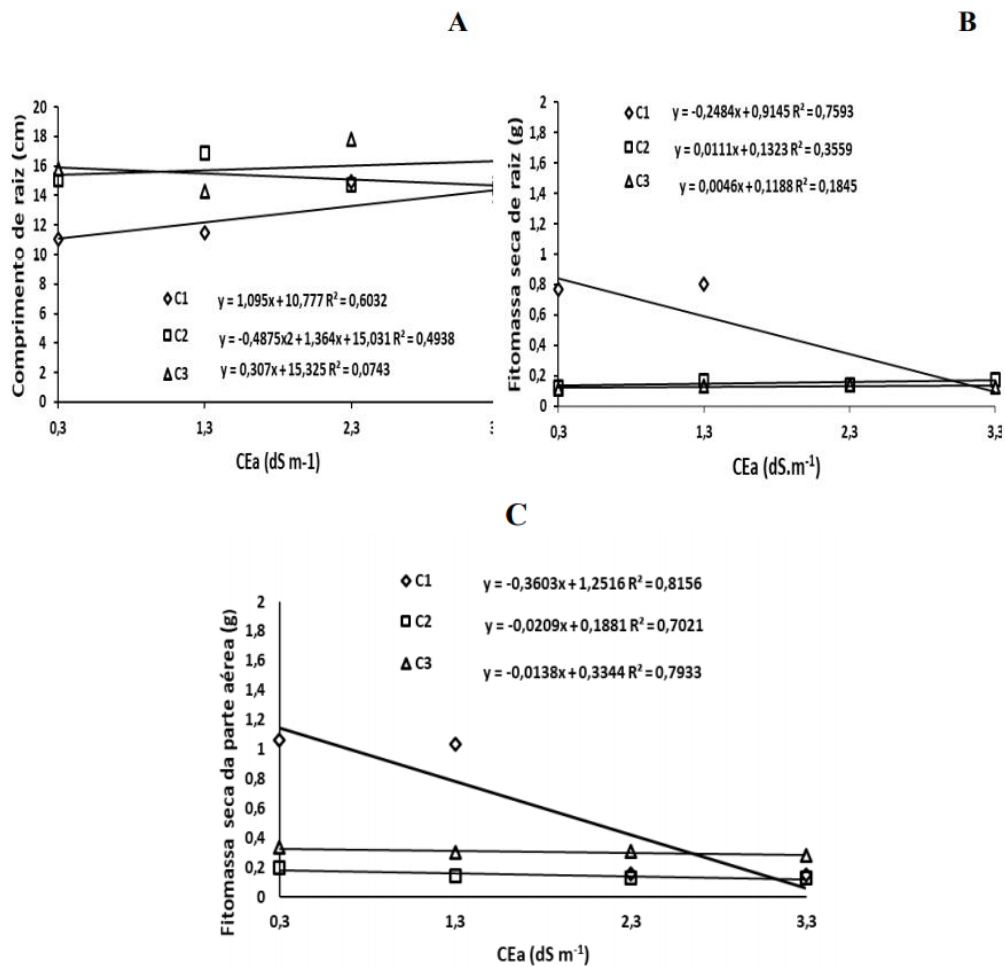 A
B
Comprimento de raiz (cm)
20
18
16
14
12
10
8
6
4
2
0
C1 y = 1,095x + 10,777 R² = 0,6032
C2 y = -0,4875x2 + 1,364x + 15,031 R² = 0,4938
C3 y = 0,307x + 15,325 R² = 0,0743
0,3 1,3 2,3
CEa (dS m-1)
Fitomassa seca de raiz (g)
2
1,8
1,6
1,4
1,2
1
0,8
0,6
0,4
0,2
0
C1 y = -0,2484x + 0,9145 R² = 0,7593
C2 y = 0,0111x + 0,1323 R² = 0,3559
C3 y = 0,0046x + 0,1188 R² = 0,1845
0,3 1,3 2,3 3,3
CEa (dS.m⁻¹)
C
Fitomassa seca da parte aérea (g)
2
1,8
1,6
1,4
1,2
1
0,8
0,6
0,4
0,2
0
C1 y = -0,3603x + 1,2516 R² = 0,8156
C2 y = -0,0209x + 0,1881 R² = 0,7021
C3 y = -0,0138x + 0,3344 R² = 0,7933
0,3 1,3 2,3 3,3
CEa (dS m⁻¹)